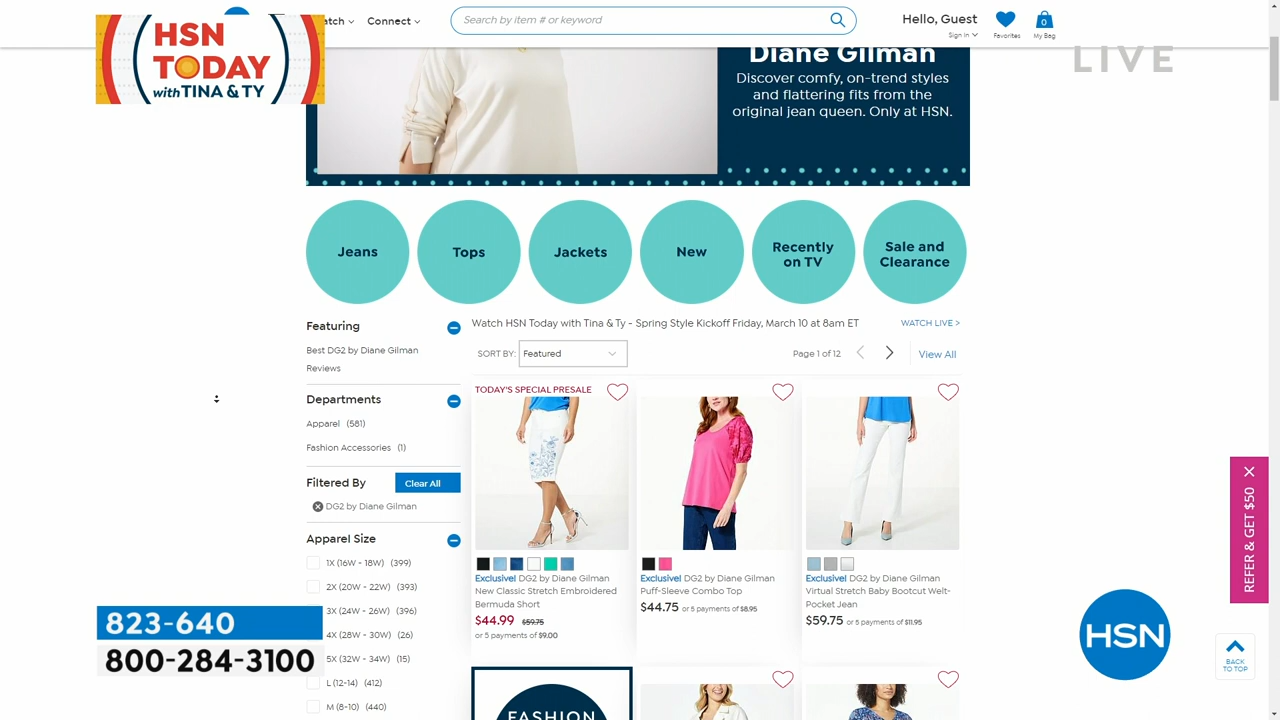 HSN
TODAY
with TINA & TY
Connect
Search by item # or keyword
Hello, Guest
Sign In
Favorites
0
My Bag
LIVE
Diane Gilman
Discover comfy, on-trend styles
and flattering fits from the
original jean queen. Only at HSN.
Jeans
Tops
Jackets
New
Recently
on TV
Sale and
Clearance
Featuring
Best DG2 by Diane Gilman
Reviews
Departments
Apparel (581)
Fashion Accessories (1)
Filtered By
Clear All
DG2 by Diane Gilman
Apparel Size
1X (16W - 18W) (399)
2X (20W - 22W) (393)
3X (24W - 26W) (396)
4X (28W - 30W) (26)
5X (32W - 34W) (15)
L (12-14) (412)
M (8-10) (440)
Watch HSN Today with Tina & Ty - Spring Style Kickoff Friday, March 10 at 8am ET
WATCH LIVE >
SORT BY:
Featured
Page 1 of 12
View All
TODAY'S SPECIAL PRESALE
Exclusive! DG2 by Diane Gilman
New Classic Stretch Embroidered
Bermuda Short
$44.99 $59.75
or 5 payments of $9.00
Exclusive! DG2 by Diane Gilman
Puff-Sleeve Combo Top
$44.75 or 5 payments of $8.95
Exclusive! DG2 by Diane Gilman
Virtual Stretch Baby Bootcut Welt-
Pocket Jean
$59.75 or 5 payments of $11.95
FASHION
823-640
800-284-3100
REFER & GET $50
HSN
BACK
TO TOP